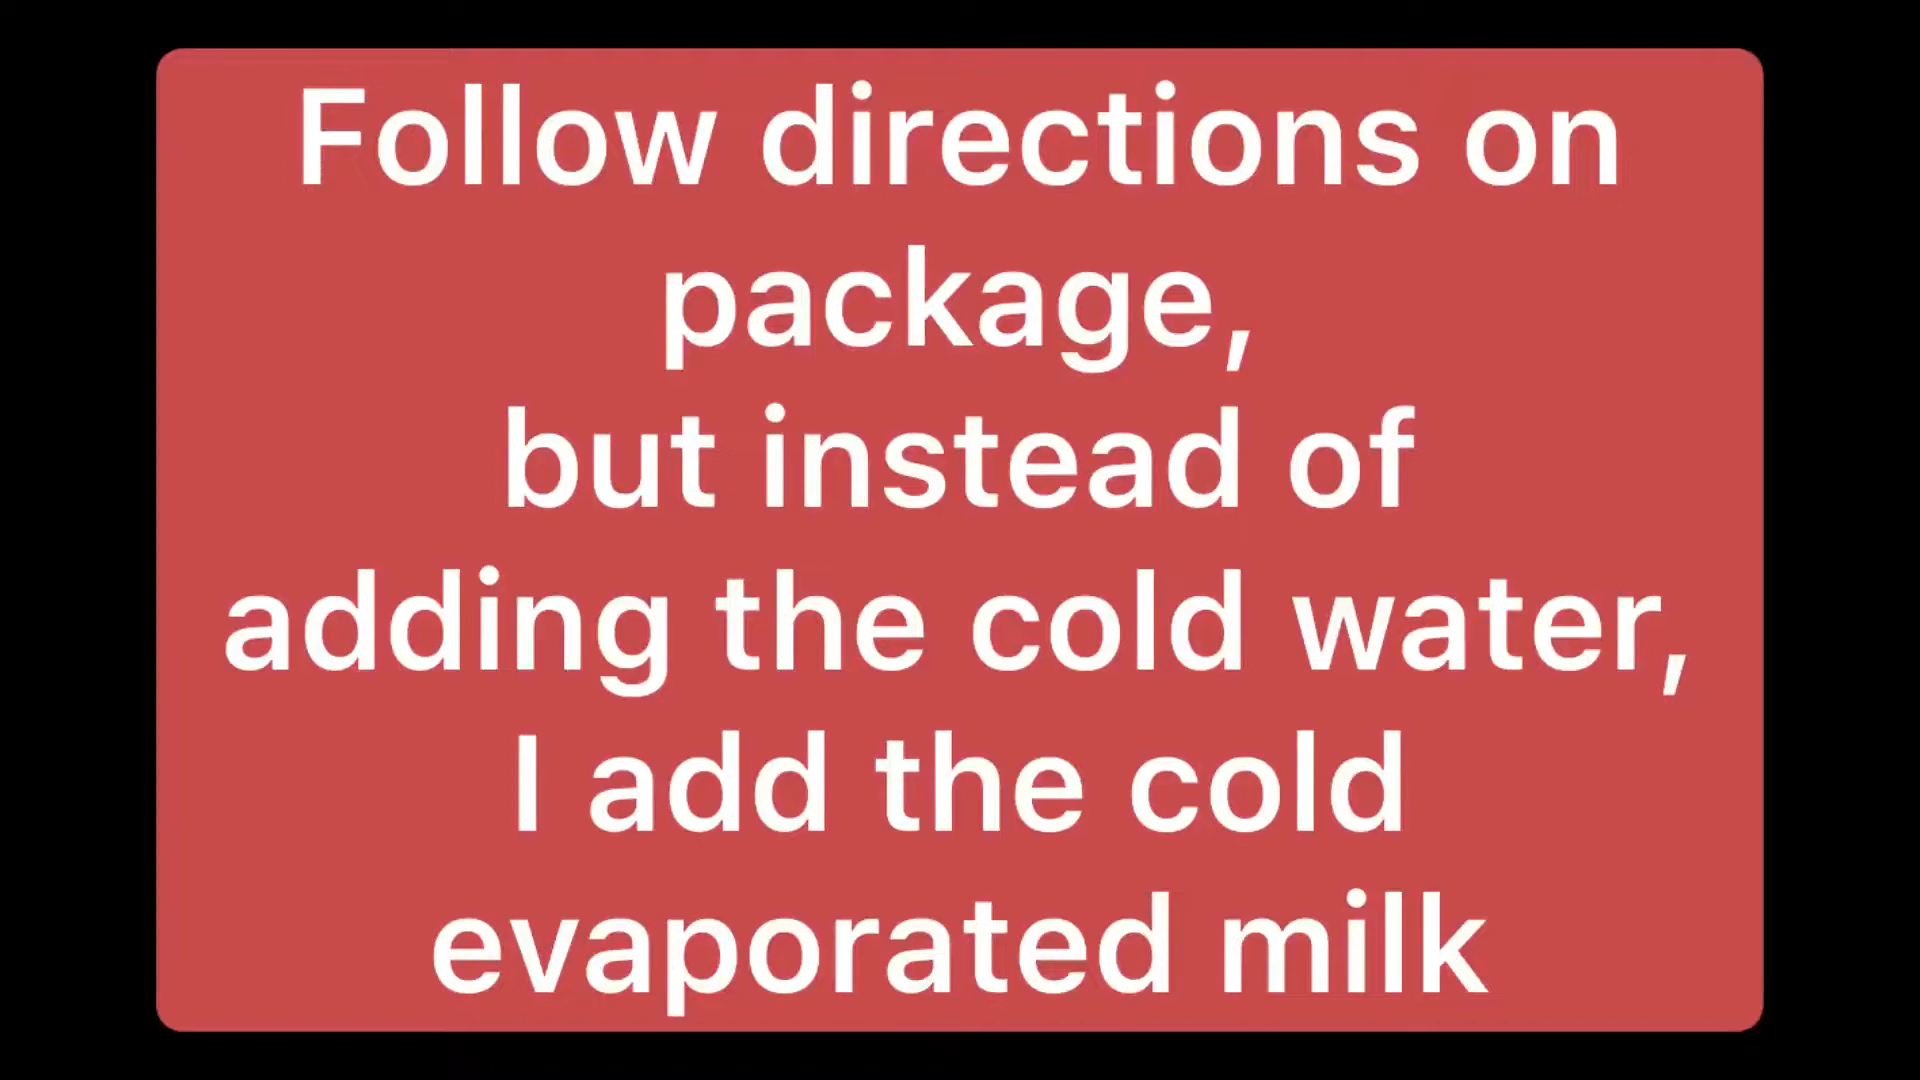 Follow directions on
package,
but instead of
adding the cold water,
I add the cold
evaporated milk